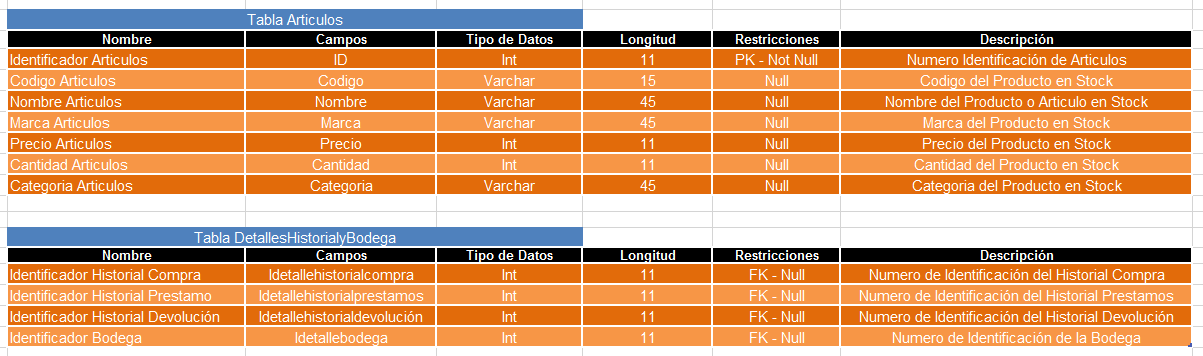 Tabla Articulos
Nombre Campos Tipo de Datos Longitud Restricciones Descripción
Identificador Articulos ID Int 11 PK - Not Null Numero Identificación de Articulos
Codigo Articulos Codigo Varchar 15 Null Codigo del Producto en Stock
Nombre Articulos Nombre Varchar 45 Null Nombre del Producto o Articulo en Stock
Marca Articulos Marca Varchar 45 Null Marca del Producto en Stock
Precio Articulos Precio Int 11 Null Precio del Producto en Stock
Cantidad Articulos Cantidad Int 11 Null Cantidad del Producto en Stock
Categoria Articulos Categoria Varchar 45 Null Categoria del Producto en Stock
Tabla DetallesHistorialyBodega
Nombre Campos Tipo de Datos Longitud Restricciones Descripción
Identificador Historial Compra Idetallehistorialcompra Int 11 FK - Null Numero de Identificación del Historial Compra
Identificador Historial Prestamo Idetallehistorialprestamos Int 11 FK - Null Numero de Identificación del Historial Prestamos
Identificador Historial Devolución Idetallehistorialdevolución Int 11 FK - Null Numero de Identificación del Historial Devolución
Identificador Bodega Idetallebodega Int 11 FK - Null Numero de Identificación de la Bodega